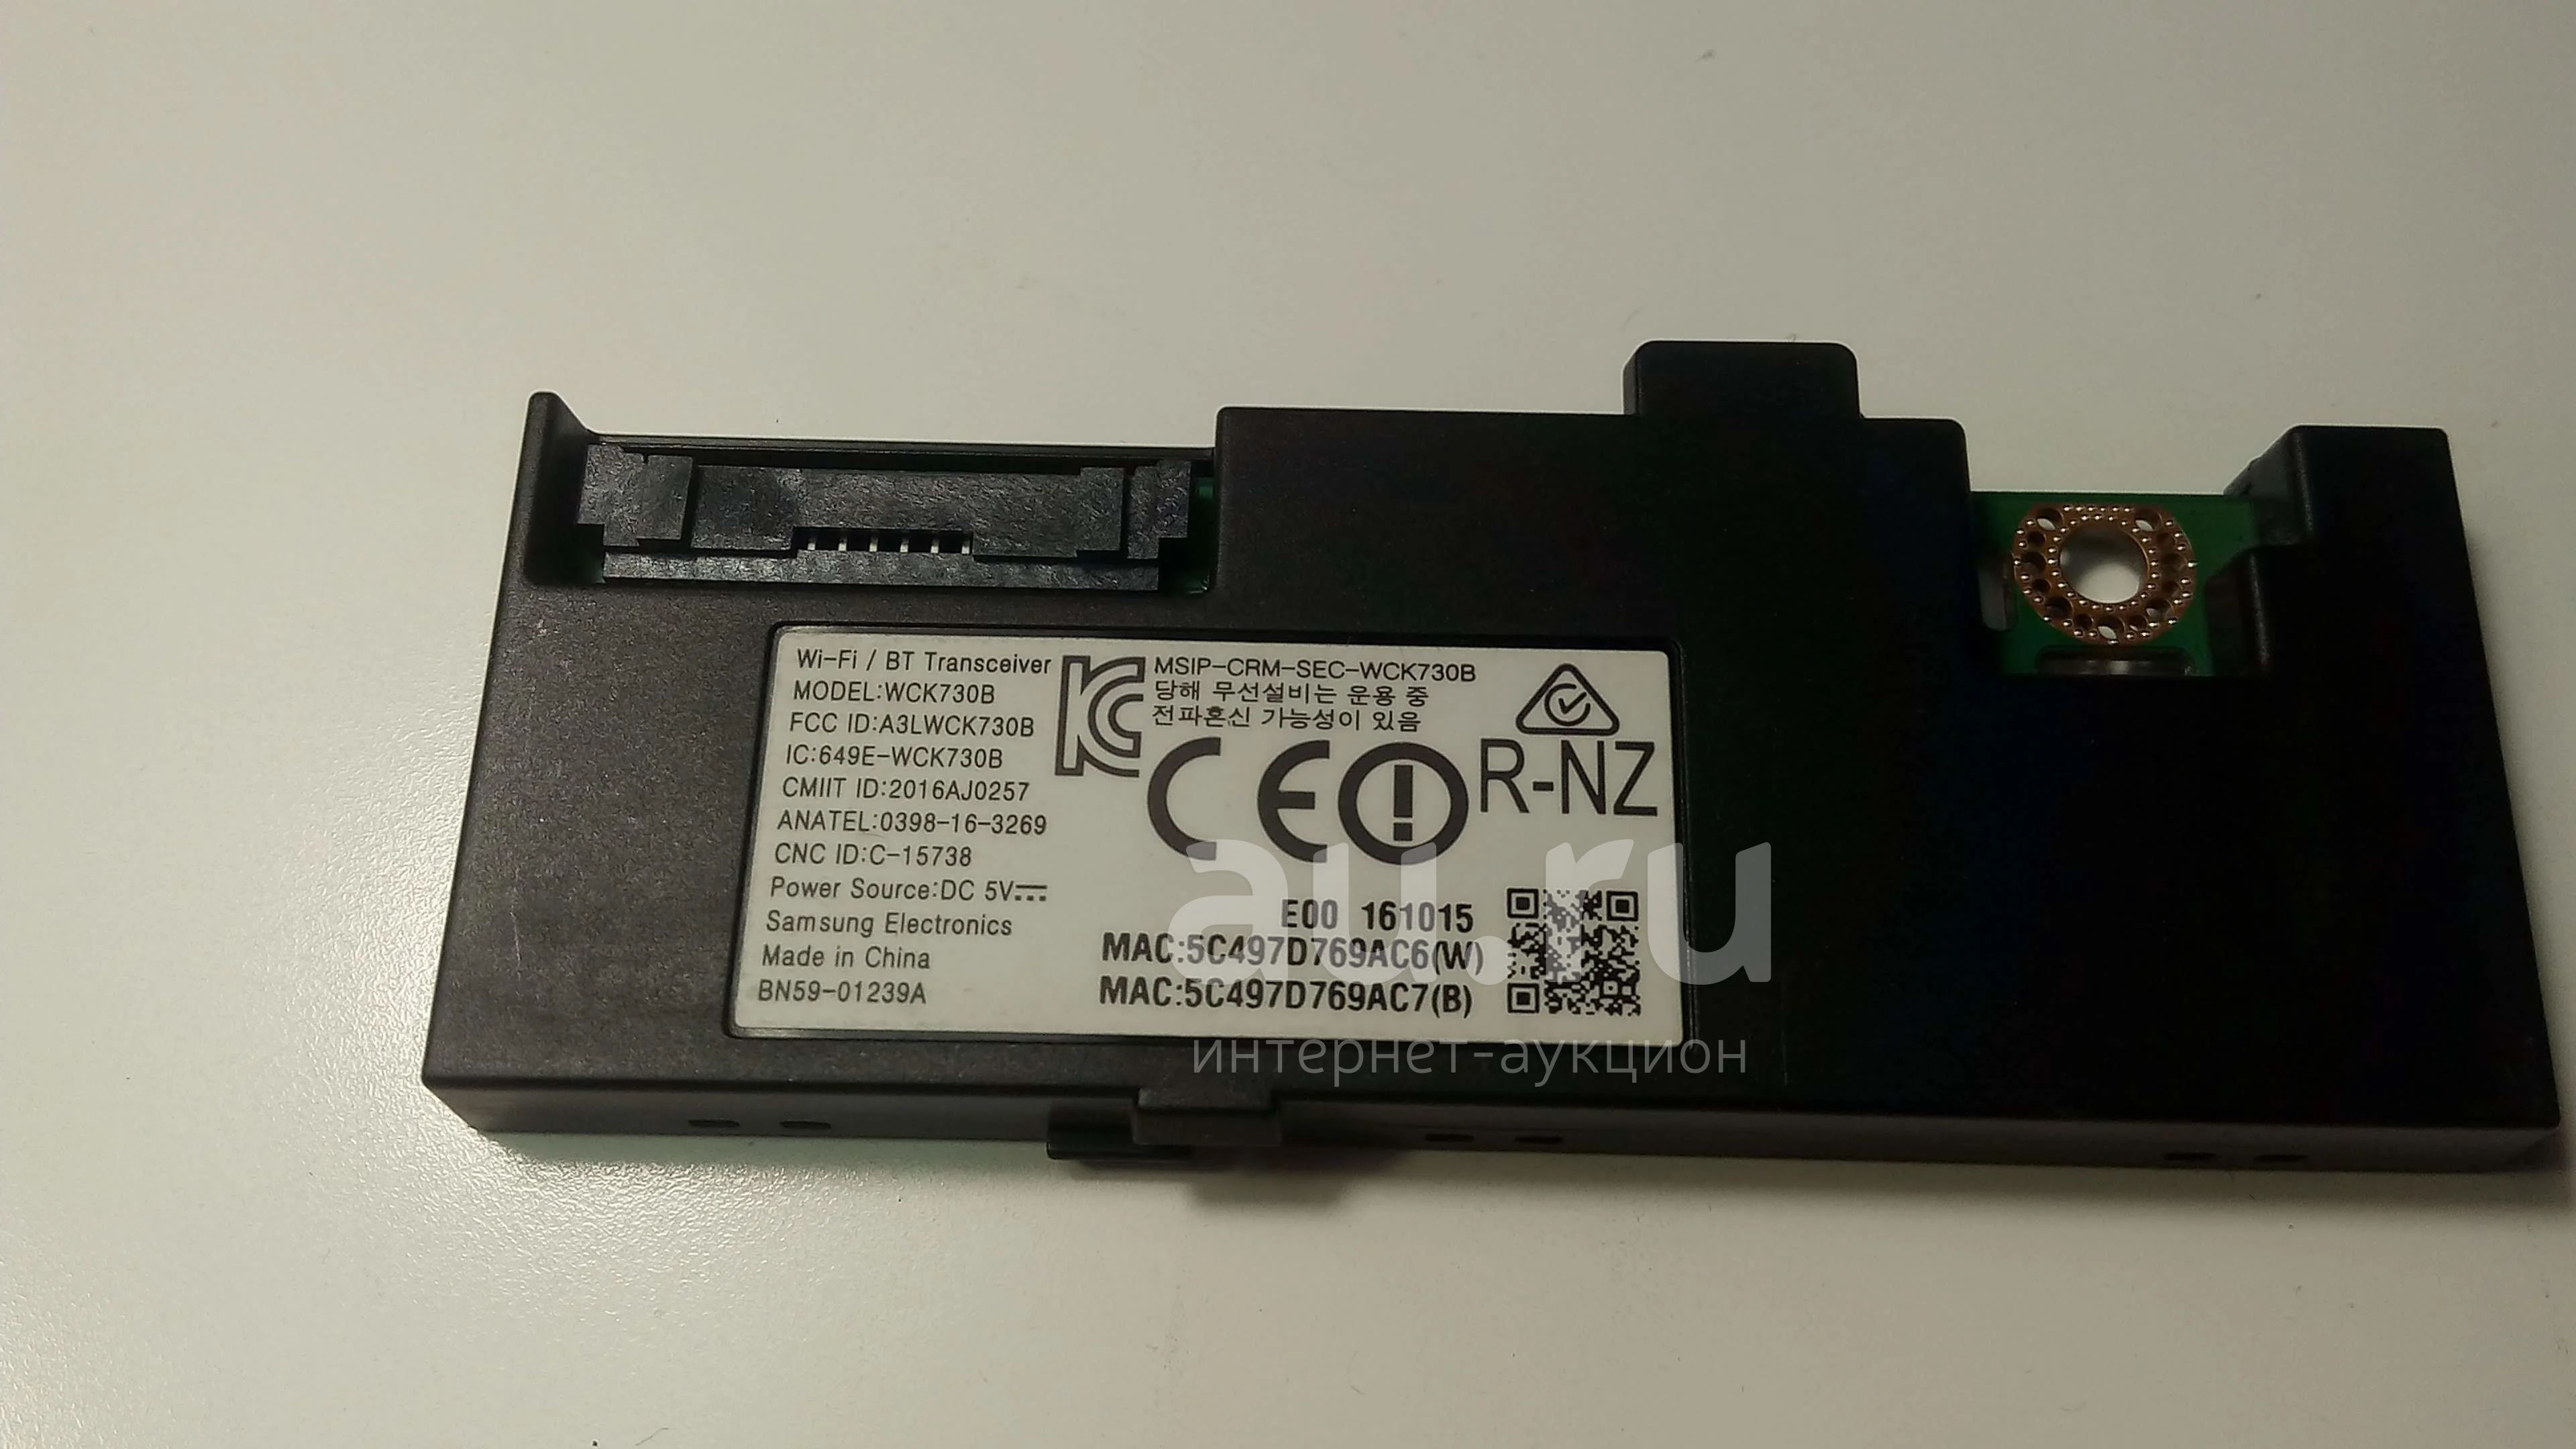 Wi-Fi / BT Transceiver
MODEL:WCK730B
FCC ID:A3LWCK730B
IC:649E-WCK730B
CMIIT ID:2016AJ0257
ANATEL:0398-16-3269
CNC ID:C-15738
Power Source:DC 5V
Samsung Electronics
Made in China
BN59-01239A
MSIP-CRM-SEC-WCK730B
당해 무선설비는 운용 중
전파혼신 가능성이 있음
CE
R-NZ
E00 161015
MAC:5C497D769AC6(W)
MAC:5C497D769AC7(B)
au.ru
интернет-аукцион